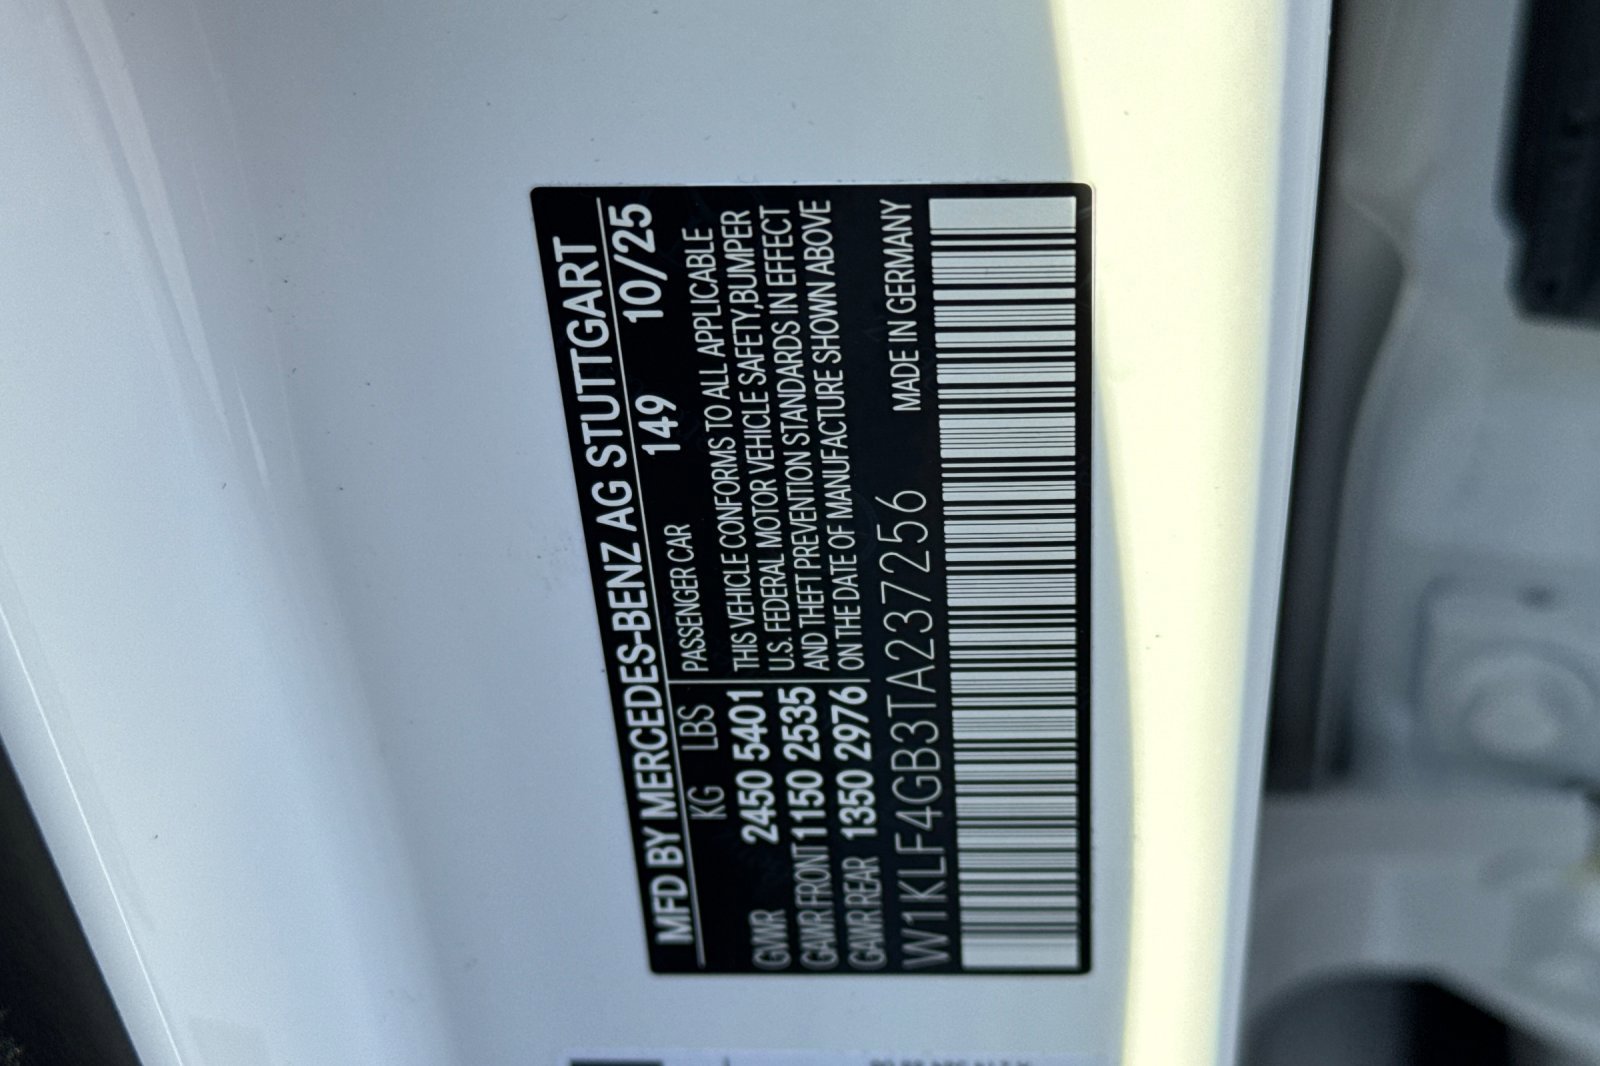 MFD BY MERCEDES-BENZ AG STUTTGART
149 10/25
KG LBS PASSENGER CAR
GVWR 2450 5401
GAWR FRONT 1150 2535
GAWR REAR 1350 2976
THIS VEHICLE CONFORMS TO ALL APPLICABLE
U.S. FEDERAL MOTOR VEHICLE SAFETY,BUMPER
AND THEFT PREVENTION STANDARDS IN EFFECT
ON THE DATE OF MANUFACTURE SHOWN ABOVE
MADE IN GERMANY
W1KLF4GB3TA237256